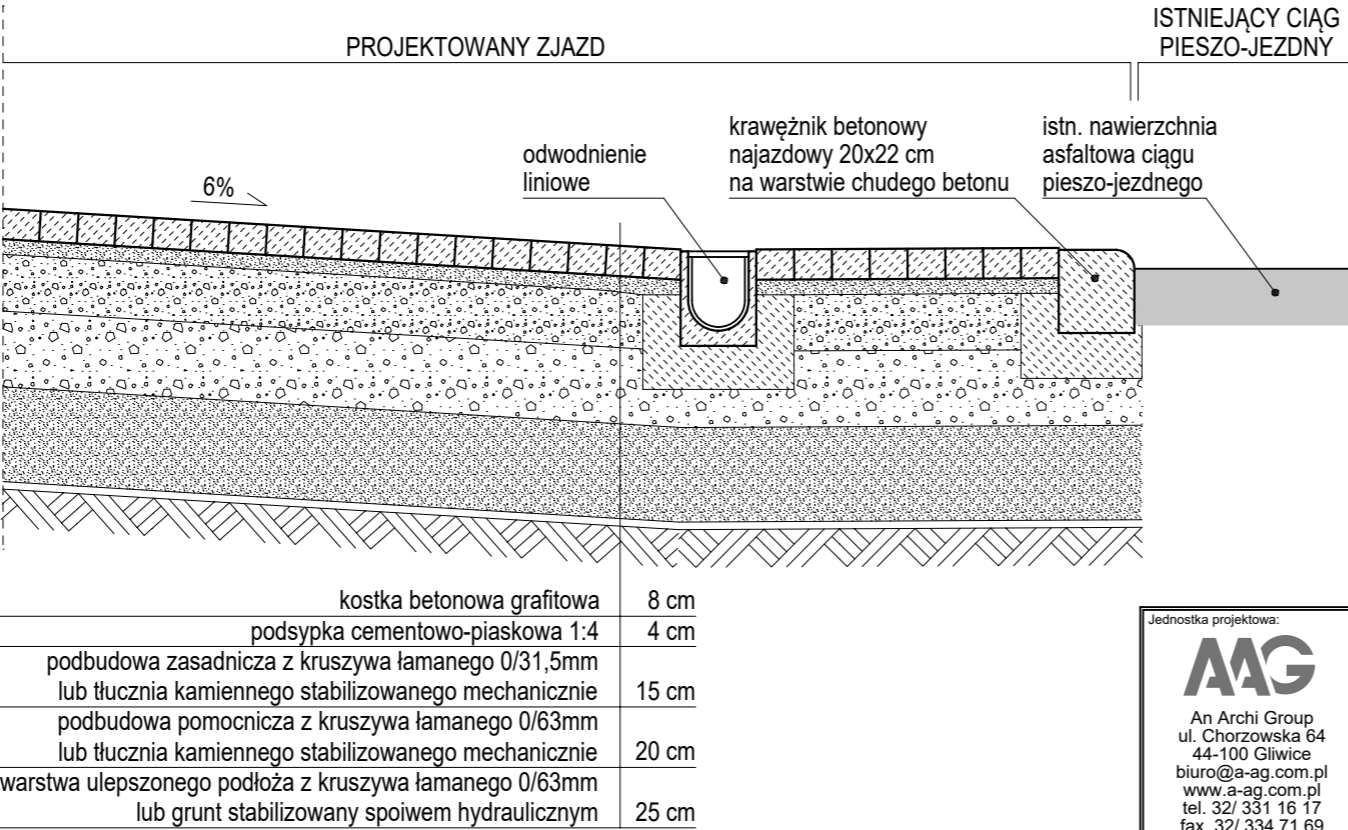 PROJEKTOWANY ZJAZD
ISTNIEJĄCY CIĄG
PIESZO-JEZDNY
6%
odwodnienie
liniowe
krawężnik betonowy
najazdowy 20x22 cm
na warstwie chudego betonu
istn. nawierzchnia
asfaltowa ciągu
pieszo-jezdnego
kostka betonowa grafitowa 8 cm
podsypka cementowo-piaskowa 1:4 4 cm
podbudowa zasadnicza z kruszywa łamanego 0/31,5mm
lub tłucznia kamiennego stabilizowanego mechanicznie 15 cm
podbudowa pomocnicza z kruszywa łamanego 0/63mm
lub tłucznia kamiennego stabilizowanego mechanicznie 20 cm
warstwa ulepszonego podłoża z kruszywa łamanego 0/63mm
lub grunt stabilizowany spoiwem hydraulicznym 25 cm
Jednostka projektowa:
AAG
An Archi Group
ul. Chorzowska 64
44-100 Gliwice
biuro@a-ag.com.pl
www.a-ag.com.pl
tel. 32/ 331 16 17
fax. 32/ 334 71 69